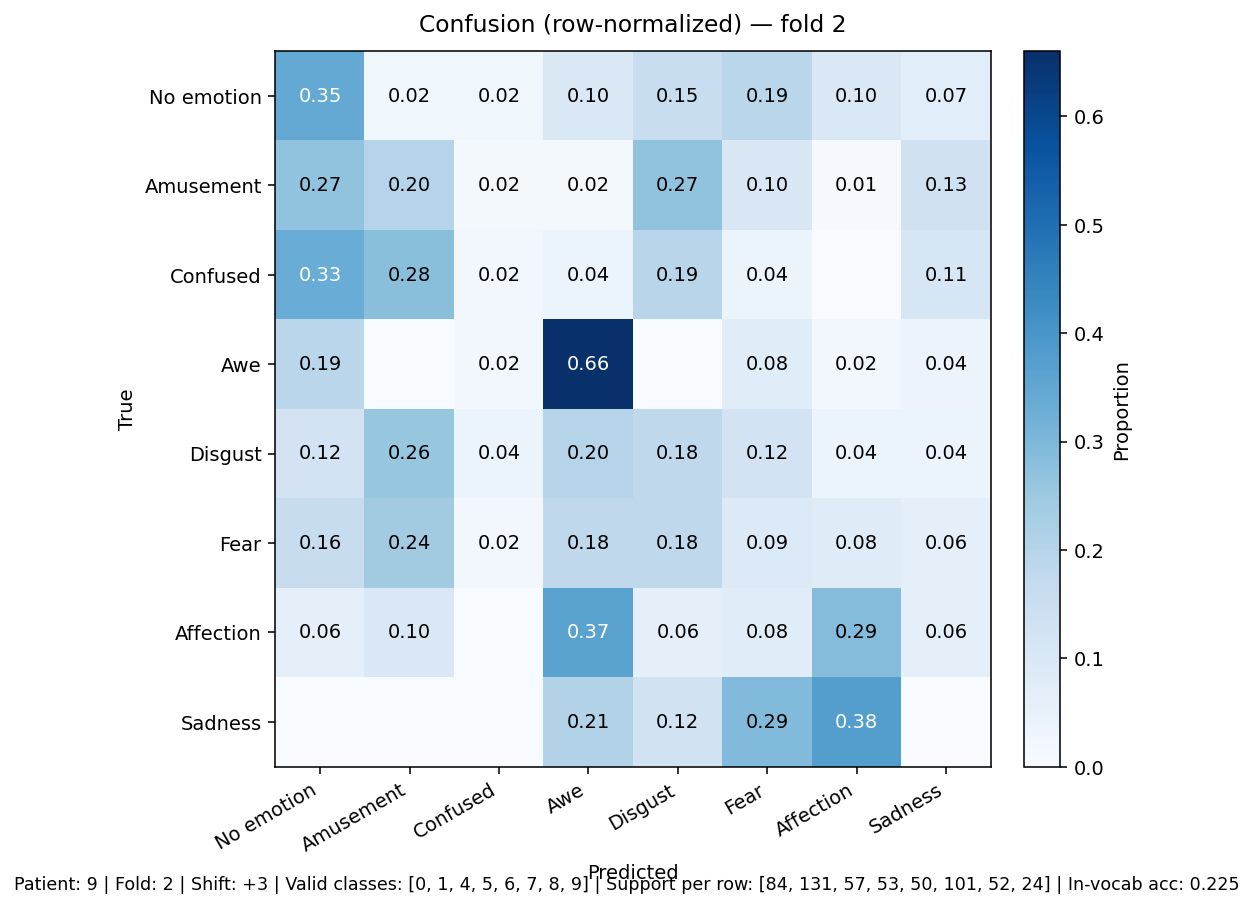 Confusion (row-normalized) — fold 2
No emotion 0.35 0.02 0.02 0.10 0.15 0.19 0.10 0.07
Amusement 0.27 0.20 0.02 0.02 0.27 0.10 0.01 0.13
Confused 0.33 0.28 0.02 0.04 0.19 0.04 0.11
Awe 0.19 0.02 0.66 0.08 0.02 0.04
Disgust 0.12 0.26 0.04 0.20 0.18 0.12 0.04 0.04
Fear 0.16 0.24 0.02 0.18 0.18 0.09 0.08 0.06
Affection 0.06 0.10 0.37 0.06 0.08 0.29 0.06
Sadness 0.21 0.12 0.29 0.38
True
No emotion Amusement Confused Awe Disgust Fear Affection Sadness
Predicted
0.6
0.5
0.4
0.3
0.2
0.1
0.0
Proportion
Patient: 9 | Fold: 2 | Shift: +3 | Valid classes: [0, 1, 4, 5, 6, 7, 8, 9] | Support per row: [84, 131, 57, 53, 50, 101, 52, 24] | In-vocab acc: 0.225